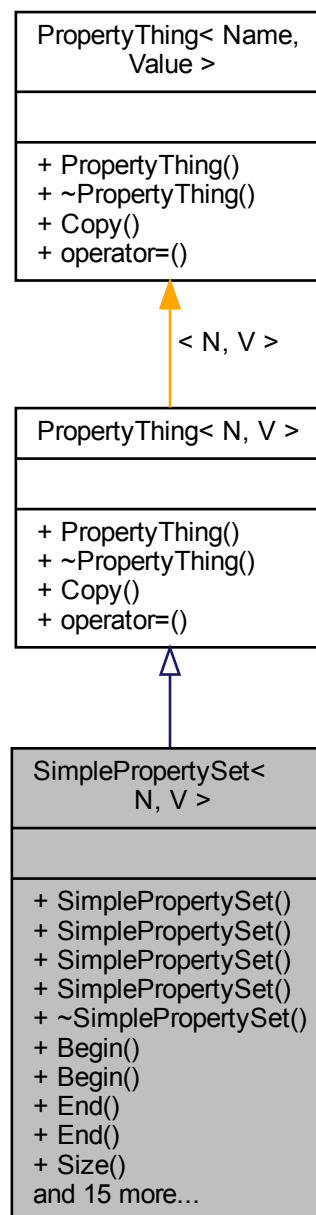 PropertyThing< Name,
Value >
+ PropertyThing()
+ ~PropertyThing()
+ Copy()
+ operator=()
< N, V >
PropertyThing< N, V >
+ PropertyThing()
+ ~PropertyThing()
+ Copy()
+ operator=()
SimplePropertySet<
N, V >
+ SimplePropertySet()
+ SimplePropertySet()
+ SimplePropertySet()
+ SimplePropertySet()
+ ~SimplePropertySet()
+ Begin()
+ Begin()
+ End()
+ End()
+ Size()
and 15 more...